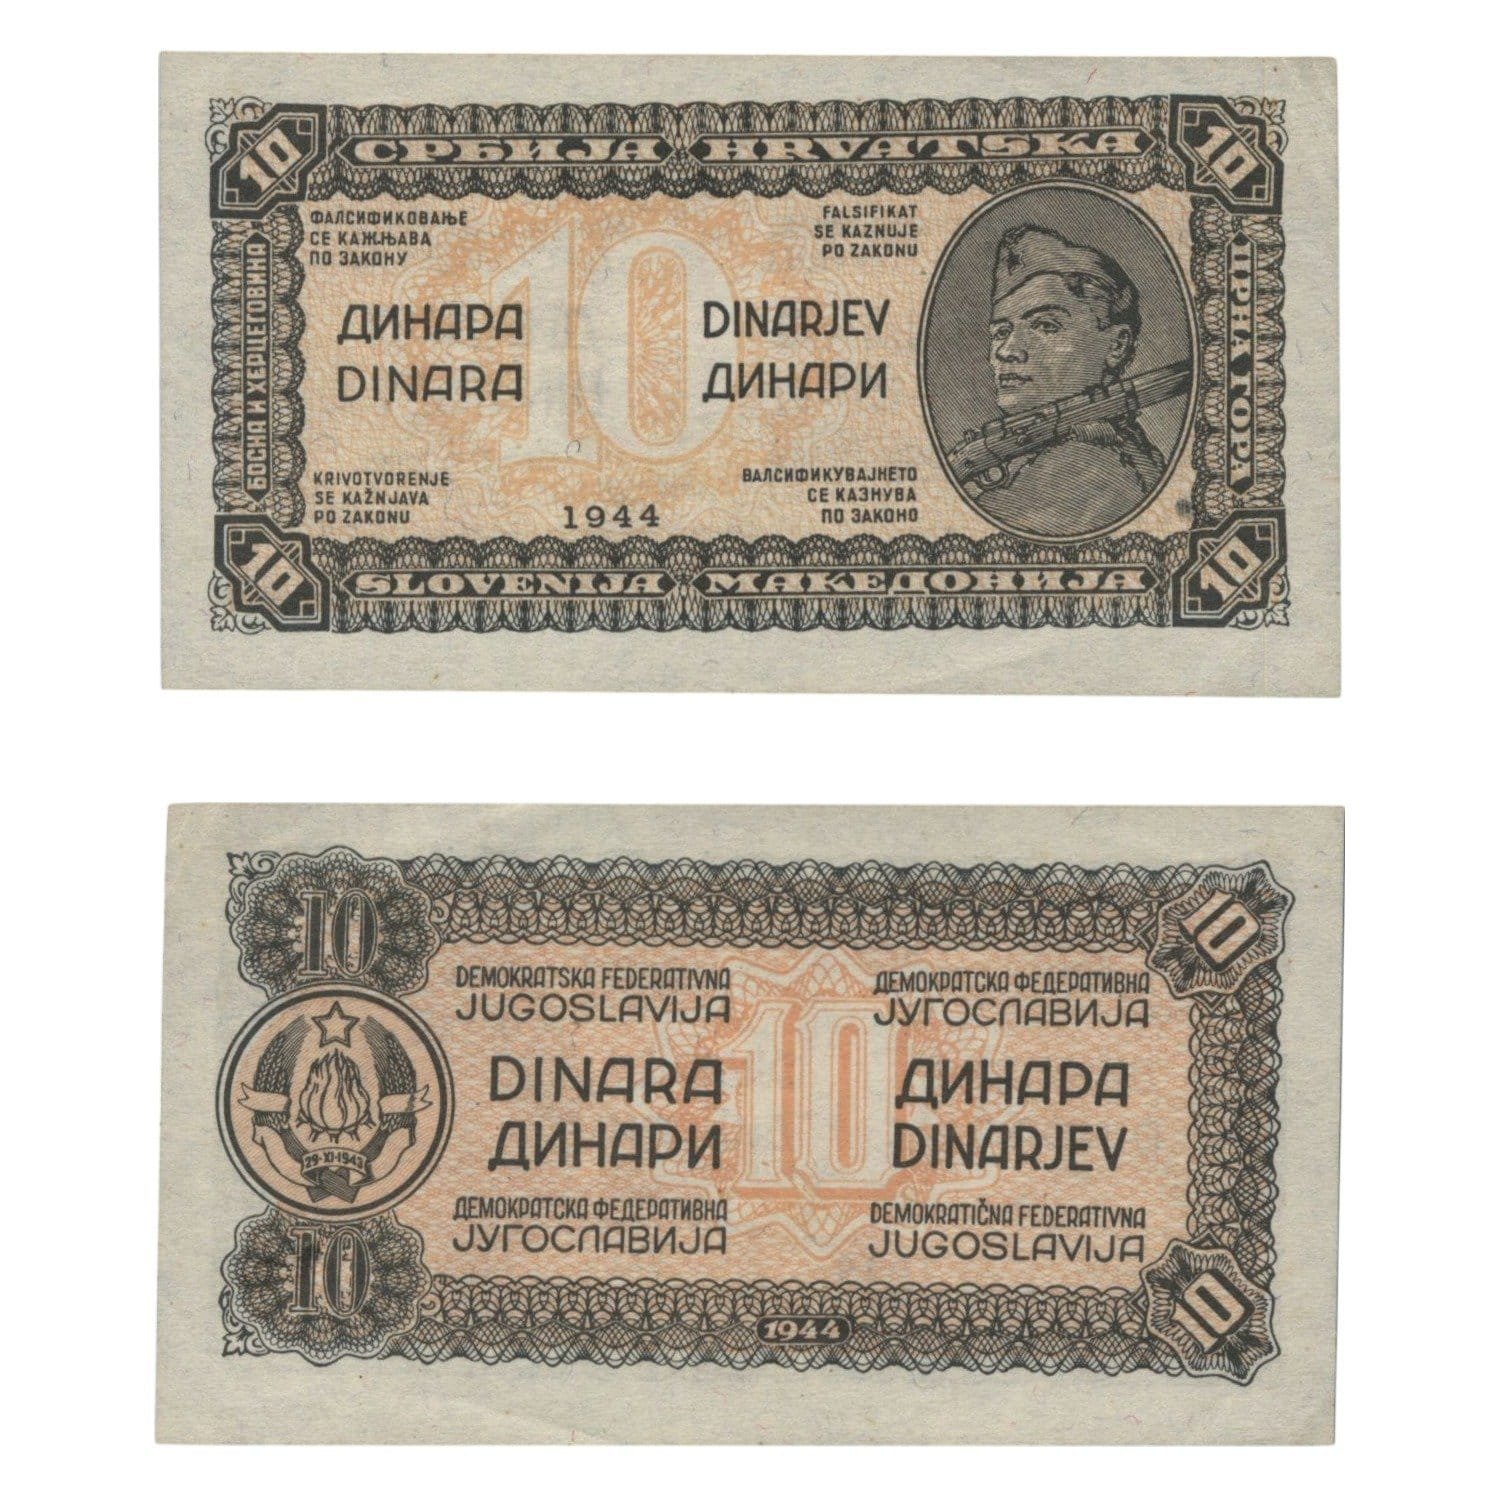 10
СРБИЈА HRVATSKA
10
ФАЛСИФИКОВАЊЕ
СЕ КАЖЊАВА
ПО ЗАКОНУ
FALSIFIKAT
SE KAZNUJE
PO ZAKONU
10
ДИНАРА
DINARA
DINARJEV
ДИНАРИ
БОСНА И ХЕРЦЕГОВИНА
ЦРНА ГОРА
KRIVOTVORENJE
SE KAŽNJAVA
PO ZAKONU
1944
ВАЛСИФИКУВАЈНЕТО
СЕ КАЗНУВА
ПО ЗАКОНО
10
SLOVENIJA МАКЕДОНИЈА
10
10
10
DEMOKRATSKA FEDERATIVNA
JUGOSLAVIJA
ДЕМОКРАТСКА ФЕДЕРАТИВНА
ЈУГОСЛАВИЈА
10
DINARA
ДИНАРИ
ДИНАРА
DINARJEV
29·XI·1943
ДЕМОКРАТСКА ФЕДЕРАТИВНА
ЈУГОСЛАВИЈА
DEMOKRATIČNA FEDERATIVNA
JUGOSLAVIJA
10
1944
10